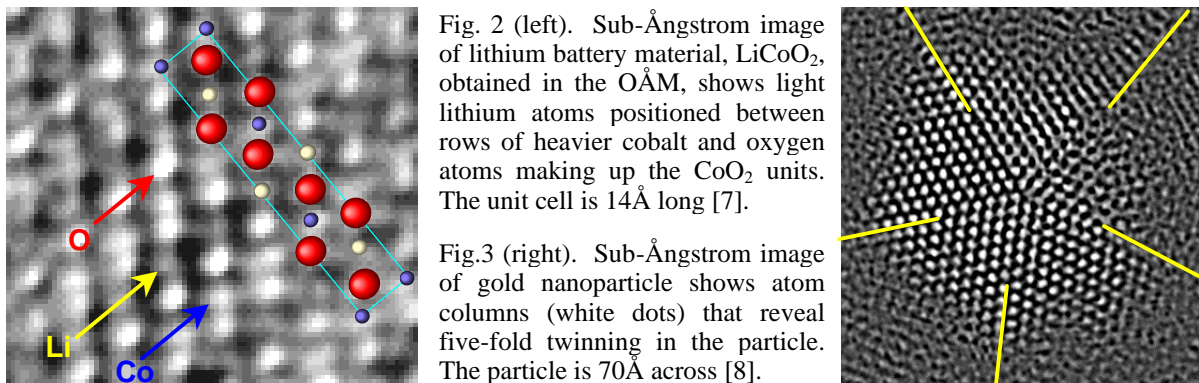 Fig. 2 (left). Sub-Ångstrom image
of lithium battery material, LiCoO₂,
obtained in the OÅM, shows light
lithium atoms positioned between
rows of heavier cobalt and oxygen
atoms making up the CoO₂ units.
The unit cell is 14Å long [7].
Fig.3 (right). Sub-Ångstrom image
of gold nanoparticle shows atom
columns (white dots) that reveal
five-fold twinning in the particle.
The particle is 70Å across [8].
O
Li
Co